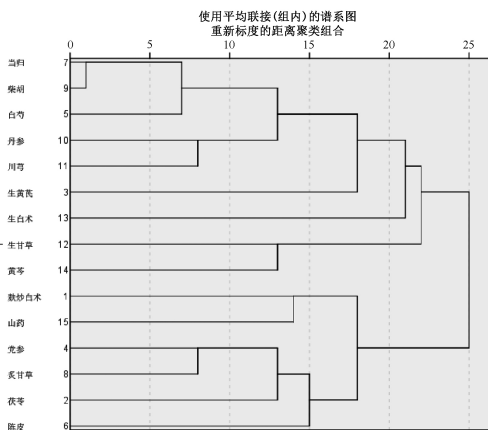 使用平均联接(组内)的谱系图
重新标度的距离聚类组合
0 5 10 15 20 25
当归 7
柴胡 9
白芍 5
丹参 10
川芎 11
生黄芪 3
生白术 13
生甘草 12
黄芩 14
麸炒白术 1
山药 15
党参 4
炙甘草 8
茯苓 2
陈皮 6